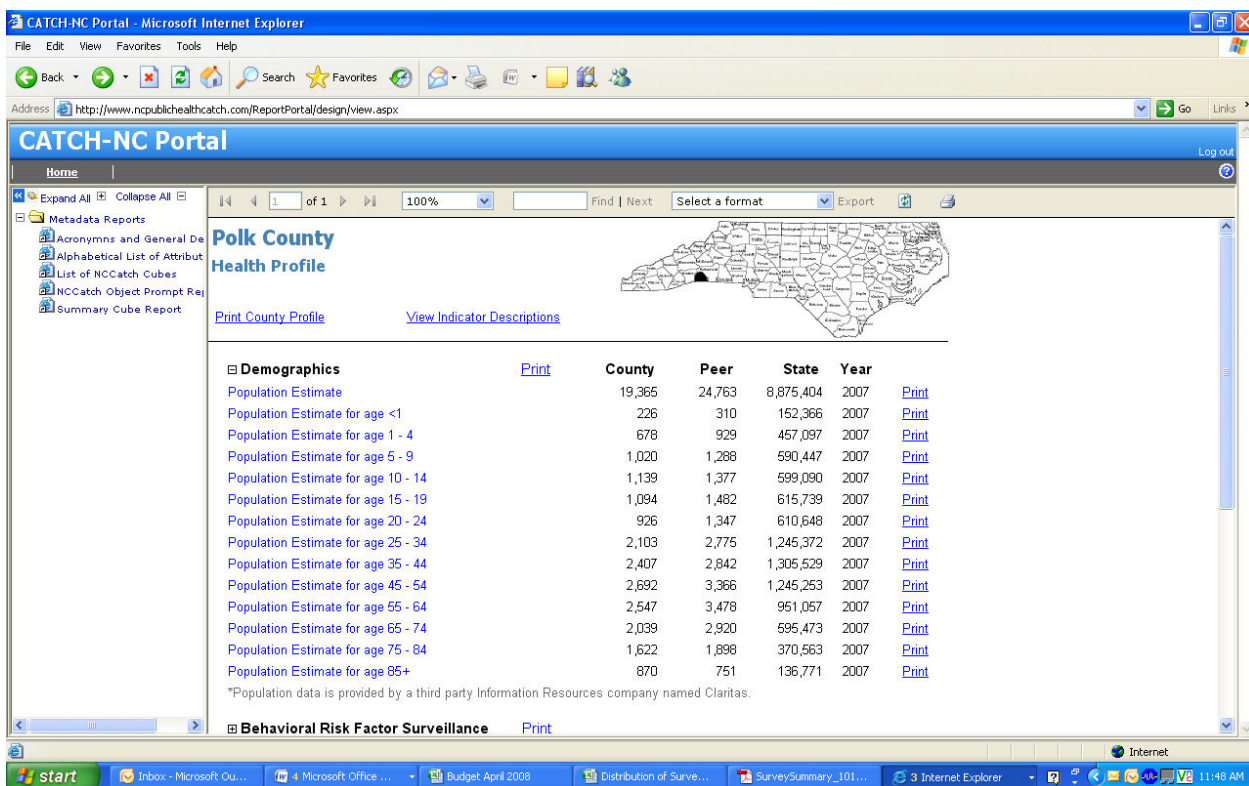 CATCH-NC Portal - Microsoft Internet Explorer
File Edit View Favorites Tools Help
Back Search Favorites
Address http://www.ncpublichealthcatch.com/ReportPortal/design/view.aspx Go Links
CATCH-NC Portal
Log out
Home
Expand All Collapse All
1 of 1 100% Find | Next Select a format Export
Metadata Reports
Acronymns and General De
Alphabetical List of Attribut
List of NCCatch Cubes
NCCatch Object Prompt Re
Summary Cube Report
Polk County
Health Profile
Print County Profile View Indicator Descriptions
Demographics Print County Peer State Year
Population Estimate 19,365 24,763 8,875,404 2007 Print
Population Estimate for age <1 226 310 152,366 2007 Print
Population Estimate for age 1 - 4 678 929 457,097 2007 Print
Population Estimate for age 5 - 9 1,020 1,288 590,447 2007 Print
Population Estimate for age 10 - 14 1,139 1,377 599,090 2007 Print
Population Estimate for age 15 - 19 1,094 1,482 615,739 2007 Print
Population Estimate for age 20 - 24 926 1,347 610,648 2007 Print
Population Estimate for age 25 - 34 2,103 2,775 1,245,372 2007 Print
Population Estimate for age 35 - 44 2,407 2,842 1,305,529 2007 Print
Population Estimate for age 45 - 54 2,692 3,366 1,245,253 2007 Print
Population Estimate for age 55 - 64 2,547 3,478 951,057 2007 Print
Population Estimate for age 65 - 74 2,039 2,920 595,473 2007 Print
Population Estimate for age 75 - 84 1,622 1,898 370,563 2007 Print
Population Estimate for age 85+ 870 751 136,771 2007 Print
*Population data is provided by a third party Information Resources company named Claritas.
Behavioral Risk Factor Surveillance Print
Internet
start Inbox - Microsoft Ou... 4 Microsoft Office ... Budget April 2008 Distribution of Surve... SurveySummary_101... 3 Internet Explorer 11:48 AM